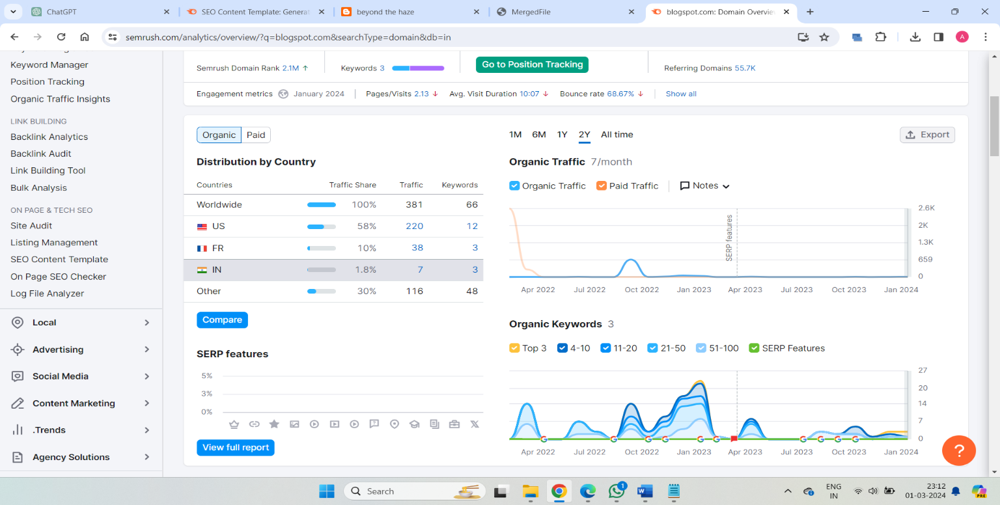 ChatGPT
SEO Content Template: Generat
beyond the haze
MergedFile
blogspot.com: Domain Overvie
semrush.com/analytics/overview/?q=blogspot.com&searchType=domain&db=in
A
Keyword Manager
Position Tracking
Organic Traffic Insights
LINK BUILDING
Backlink Analytics
Backlink Audit
Link Building Tool
Bulk Analysis
ON PAGE & TECH SEO
Site Audit
Listing Management
SEO Content Template
On Page SEO Checker
Log File Analyzer
Local
Advertising
Social Media
Content Marketing
.Trends
Agency Solutions
Semrush Domain Rank 2.1M ↑
Keywords 3
Go to Position Tracking
Referring Domains 55.7K
Engagement metrics January 2024 Pages/Visits 2.13 ↓ Avg. Visit Duration 10:07 ↓ Bounce rate 68.67% ↓ Show all
Organic Paid
Distribution by Country
Countries Traffic Share Traffic Keywords
Worldwide 100% 381 66
US 58% 220 12
FR 10% 38 3
IN 1.8% 7 3
Other 30% 116 48
Compare
SERP features
5%
3%
0%
View full report
1M 6M 1Y 2Y All time
Export
Organic Traffic 7/month
Organic Traffic Paid Traffic Notes
SERP features
2.6K
2K
1.3K
659
0
Apr 2022 Jul 2022 Oct 2022 Jan 2023 Apr 2023 Jul 2023 Oct 2023 Jan 2024
Organic Keywords 3
Top 3 4-10 11-20 21-50 51-100 SERP Features
27
20
14
7
0
Apr 2022 Jul 2022 Oct 2022 Jan 2023 Apr 2023 Jul 2023 Oct 2023 Jan 2024
?
Search
1
ENG
IN
23:12
01-03-2024
PRE